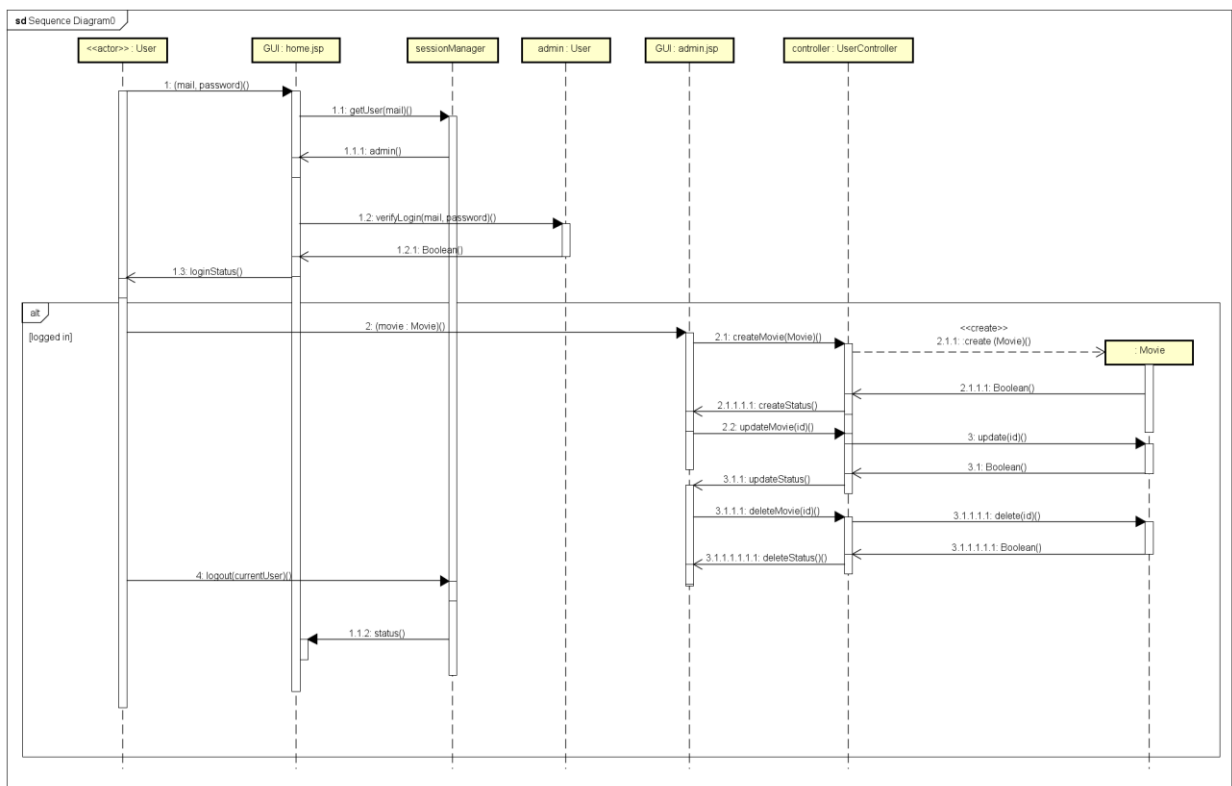 sd Sequence Diagram0
<<actor>> : User
GUI : home.jsp
sessionManager
admin : User
GUI : admin.jsp
controller : UserController
1: (mail, password)()
1.1: getUser(mail)()
1.1.1: admin()
1.2: verifyLogin(mail, password)()
1.2.1: Boolean()
1.3: loginStatus()
alt
[logged in]
2: (movie : Movie)()
2.1: createMovie(Movie)()
<<create>>
2.1.1: :create (Movie)()
: Movie
2.1.1.1: Boolean()
2.1.1.1.1: createStatus()
2.2: updateMovie(id)()
3: update(id)()
3.1: Boolean()
3.1.1: updateStatus()
3.1.1.1: deleteMovie(id)()
3.1.1.1.1: delete(id)()
3.1.1.1.1.1: Boolean()
3.1.1.1.1.1.1: deleteStatus()()
4: logout(currentUser)()
1.1.2: status()